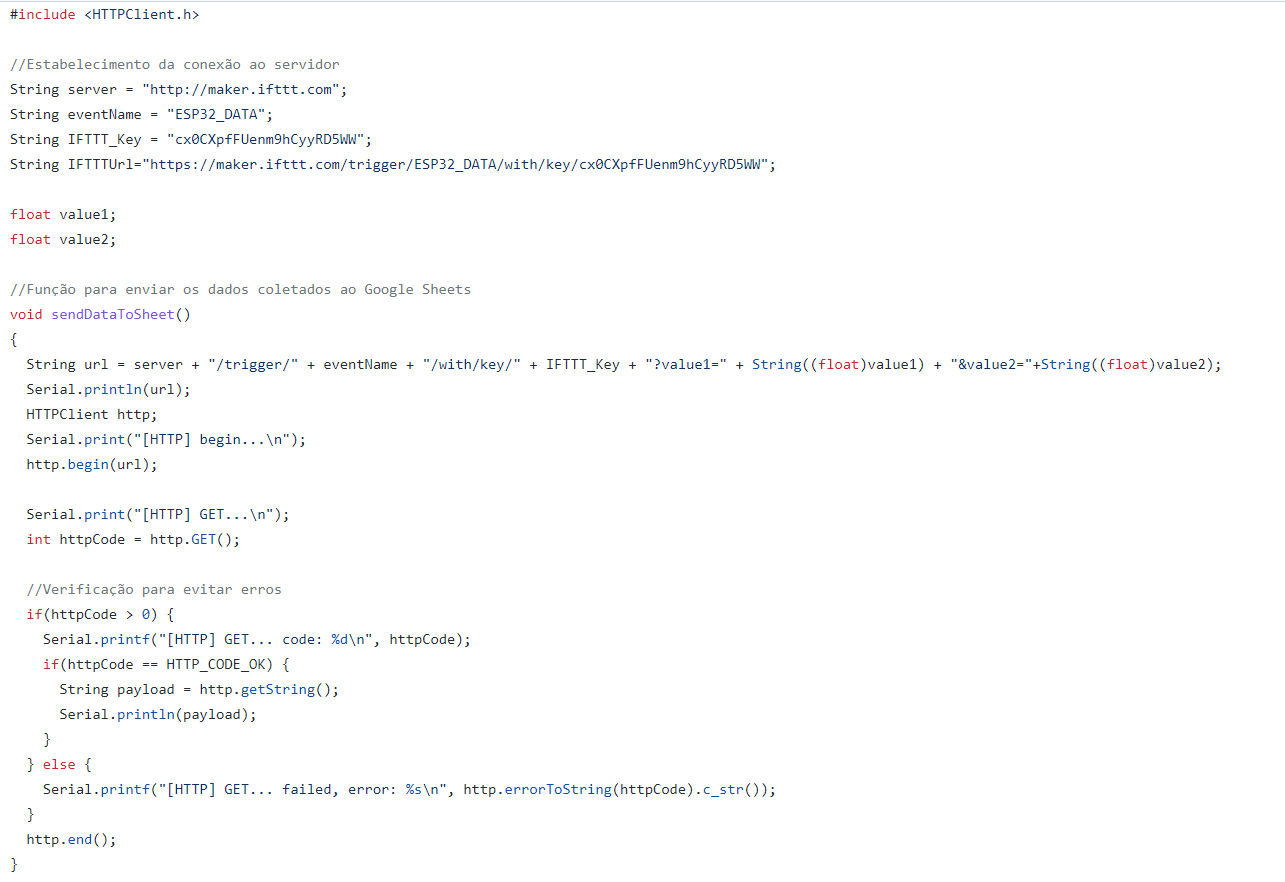 #include <HTTPClient.h>
//Estabelecimento da conexão ao servidor
String server = "http://maker.ifttt.com";
String eventName = "ESP32_DATA";
String IFTTT_Key = "cx0CXpfFUenm9hCyyRD5WW";
String IFTTTUrl="https://maker.ifttt.com/trigger/ESP32_DATA/with/key/cx0CXpfFUenm9hCyyRD5WW";
float value1;
float value2;
//Função para enviar os dados coletados ao Google Sheets
void sendDataToSheet()
{
  String url = server + "/trigger/" + eventName + "/with/key/" + IFTTT_Key + "?value1=" + String((float)value1) + "&value2="+String((float)value2);
  Serial.println(url);
  HTTPClient http;
  Serial.print("[HTTP] begin...\n");
  http.begin(url);
  Serial.print("[HTTP] GET...\n");
  int httpCode = http.GET();
  //Verificação para evitar erros
  if(httpCode > 0) {
    Serial.printf("[HTTP] GET... code: %d\n", httpCode);
    if(httpCode == HTTP_CODE_OK) {
      String payload = http.getString();
      Serial.println(payload);
    }
  } else {
    Serial.printf("[HTTP] GET... failed, error: %s\n", http.errorToString(httpCode).c_str());
  }
  http.end();
}